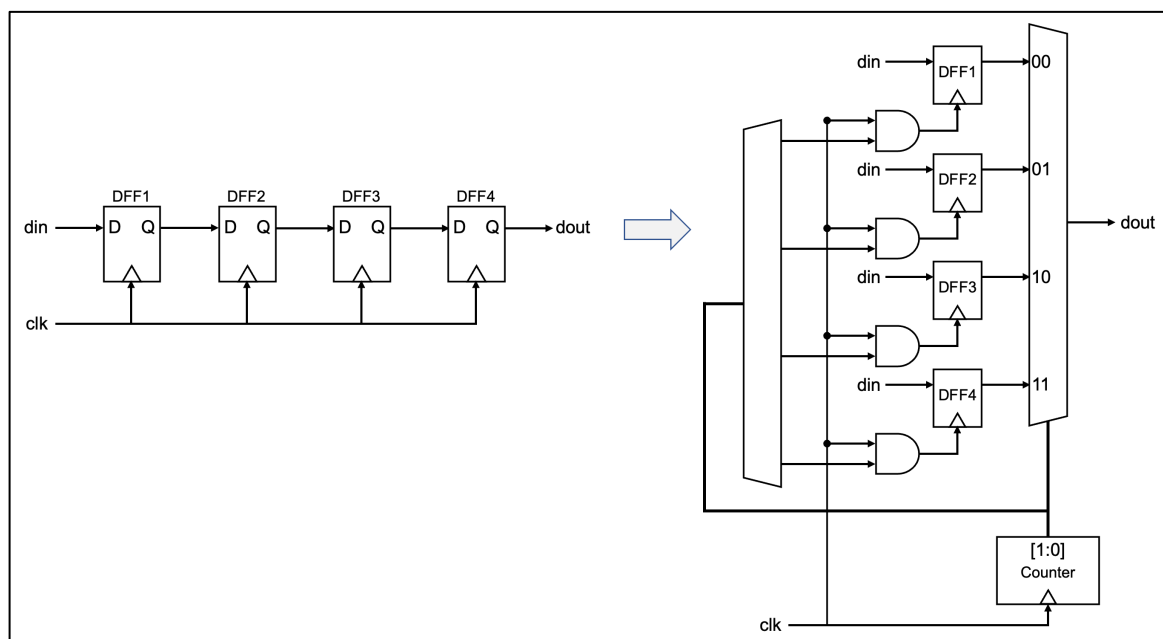 DFF1 DFF2 DFF3 DFF4
din D Q D Q D Q D Q dout
clk
din DFF1 00
din DFF2 01
dout
din DFF3 10
din DFF4 11
[1:0]
Counter
clk